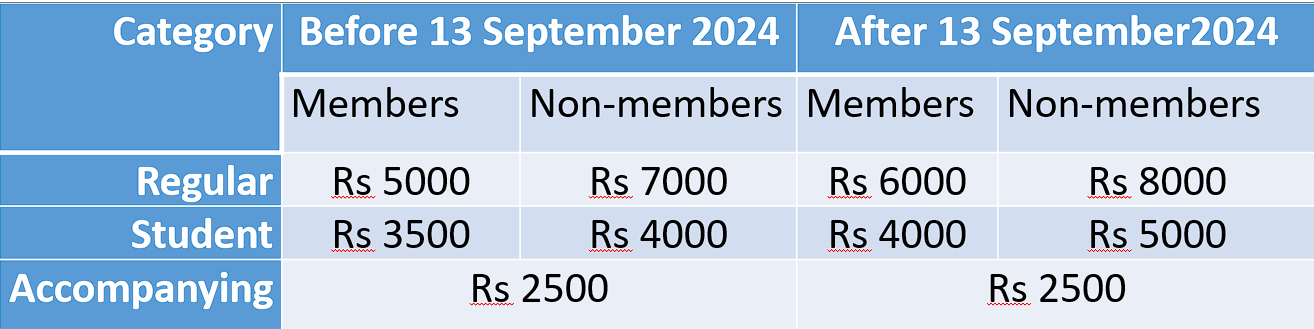 Category Before 13 September 2024 After 13 September2024
Members Non-members Members Non-members
Regular Rs 5000 Rs 7000 Rs 6000 Rs 8000
Student Rs 3500 Rs 4000 Rs 4000 Rs 5000
Accompanying Rs 2500 Rs 2500